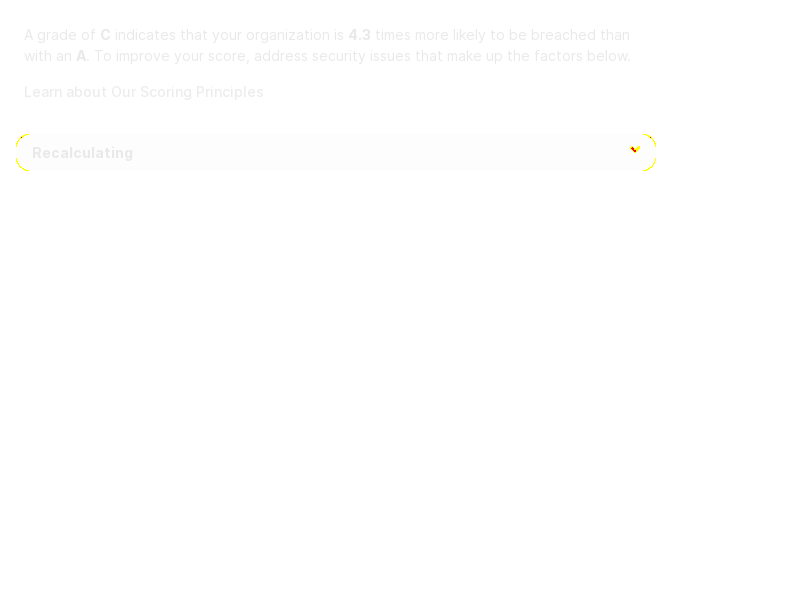 A grade of C indicates that your organization is 4.3 times more likely to be breached than
with an A. To improve your score, address security issues that make up the factors below.
Learn about Our Scoring Principles
Recalculating